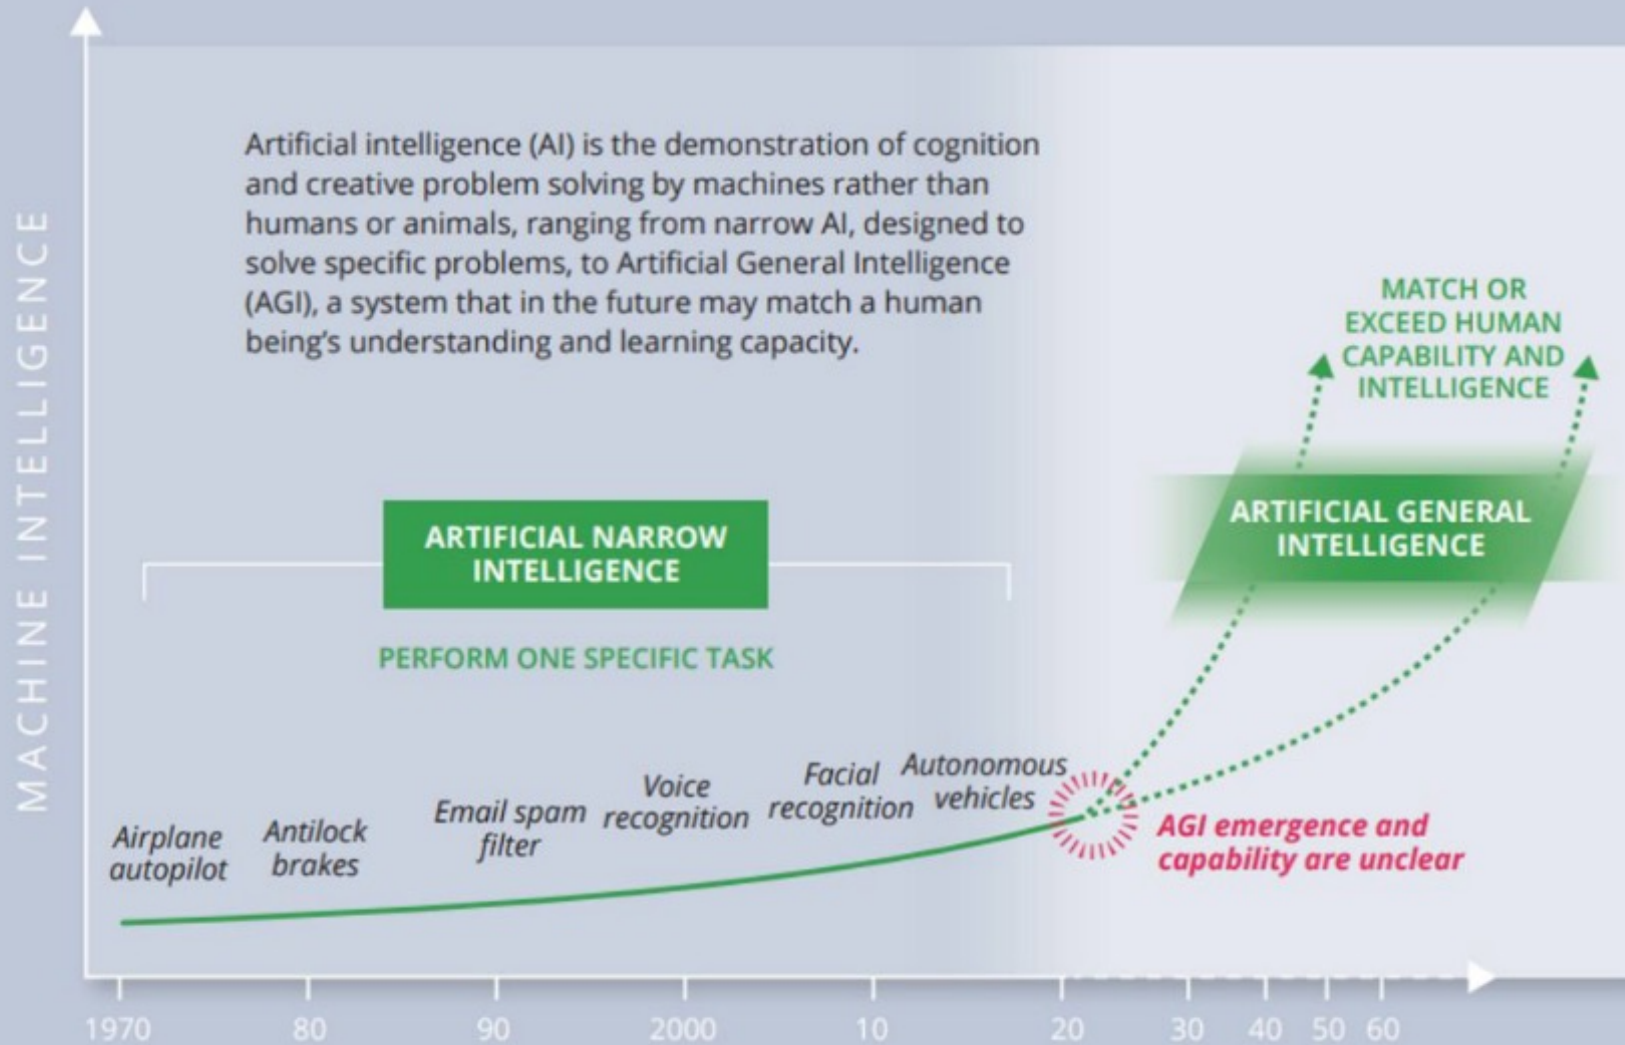 Artificial intelligence (AI) is the demonstration of cognition
and creative problem solving by machines rather than
humans or animals, ranging from narrow AI, designed to
solve specific problems, to Artificial General Intelligence
(AGI), a system that in the future may match a human
being’s understanding and learning capacity.
MACHINE INTELLIGENCE
MATCH OR
EXCEED HUMAN
CAPABILITY AND
INTELLIGENCE
ARTIFICIAL NARROW
INTELLIGENCE
PERFORM ONE SPECIFIC TASK
ARTIFICIAL GENERAL
INTELLIGENCE
Airplane
autopilot
Antilock
brakes
Email spam
filter
Voice
recognition
Facial
recognition
Autonomous
vehicles
AGI emergence and
capability are unclear
1970 80 90 2000 10 20 30 40 50 60